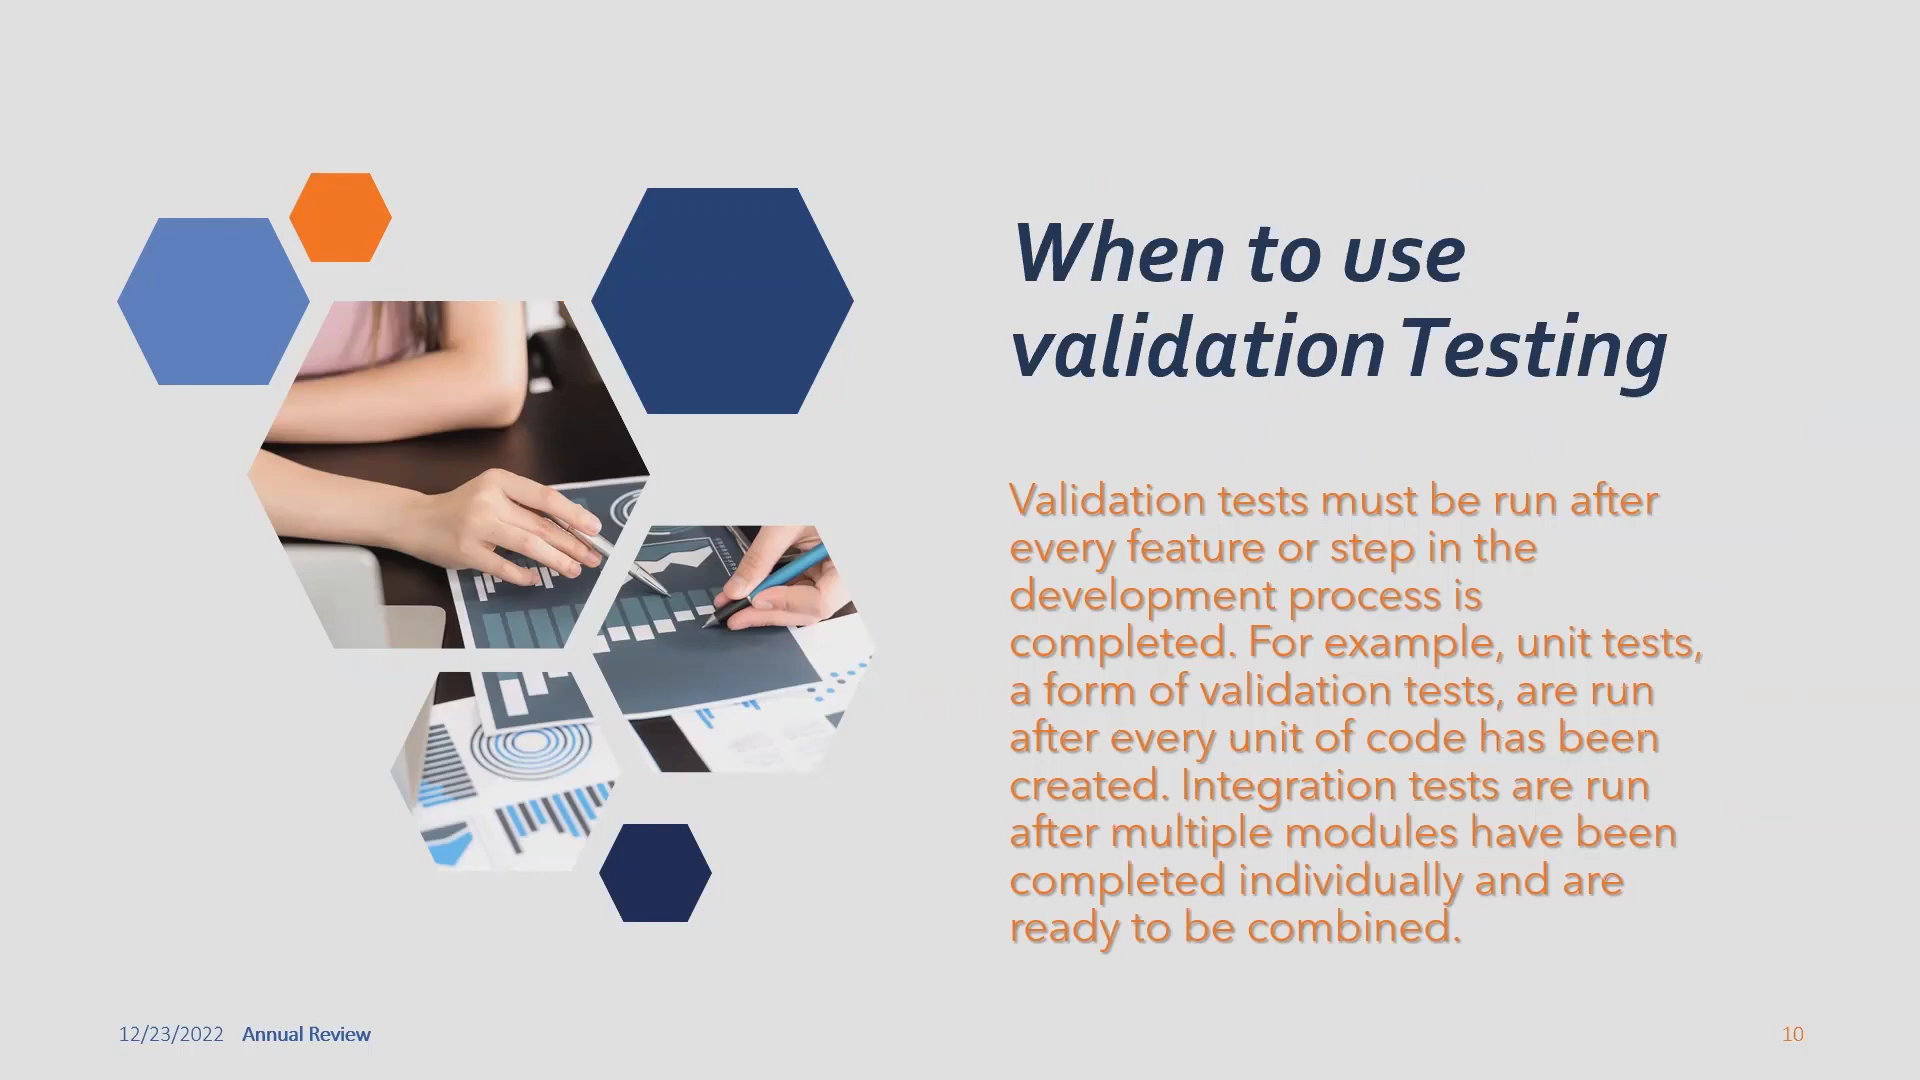 When to use
validation Testing
Validation tests must be run after
every feature or step in the
development process is
completed. For example, unit tests,
a form of validation tests, are run
after every unit of code has been
created. Integration tests are run
after multiple modules have been
completed individually and are
ready to be combined.
12/23/2022 Annual Review
10